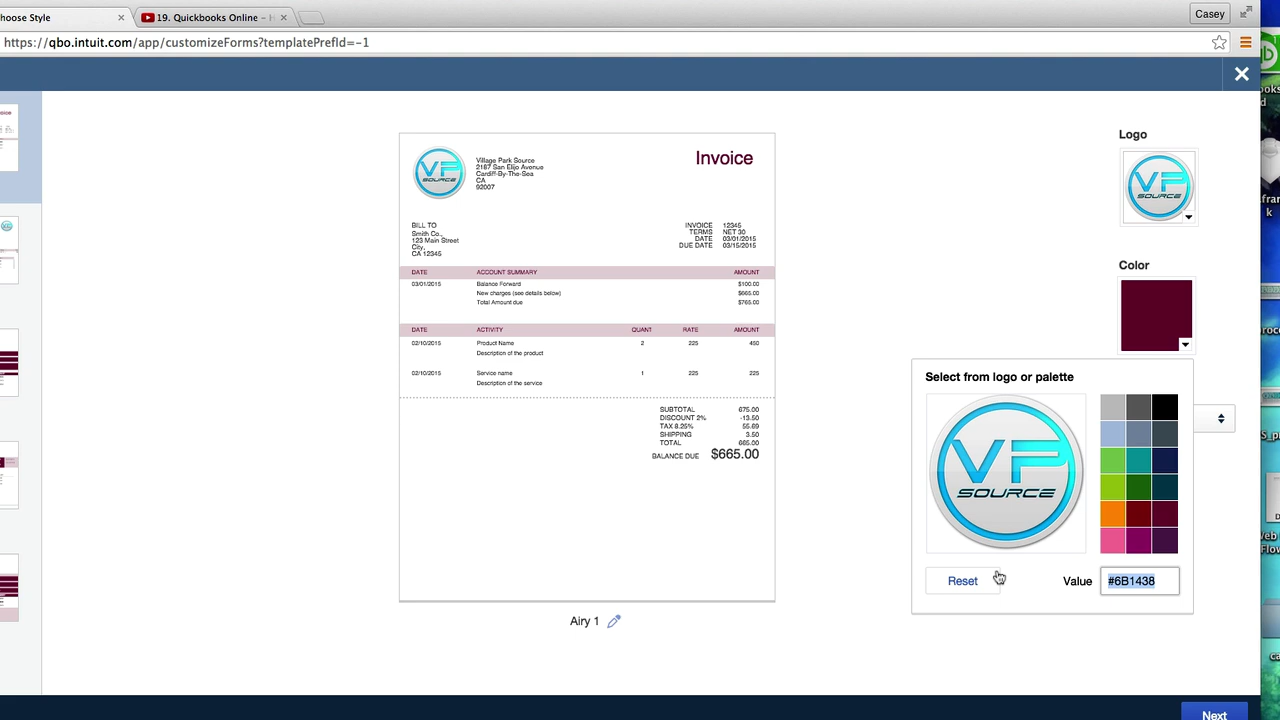 hoose Style
19. Quickbooks Online –
Casey
https://qbo.intuit.com/app/customizeForms?templatePrefId=-1
Logo
VP
SOURCE
Color
Select from logo or palette
VP
SOURCE
Reset
Value #6B1438
VP
SOURCE
Village Park Source
2187 San Elijo Avenue
Cardiff-By-The-Sea
CA
92007
Invoice
BILL TO
Smith Co.,
123 Main Street
City,
CA 12345
INVOICE 12345
TERMS NET 30
DATE 03/01/2015
DUE DATE 03/15/2015
DATE ACCOUNT SUMMARY AMOUNT
03/01/2015 Balance Forward $100.00
New charges (see details below) $665.00
Total Amount due $765.00
DATE ACTIVITY QUANT RATE AMOUNT
02/10/2015 Product Name 2 225 450
Description of the product
02/10/2015 Service name 1 225 225
Description of the service
SUBTOTAL 675.00
DISCOUNT 2% -13.50
TAX 8.25% 55.69
SHIPPING 3.50
TOTAL 665.00
BALANCE DUE $665.00
Airy 1
Next